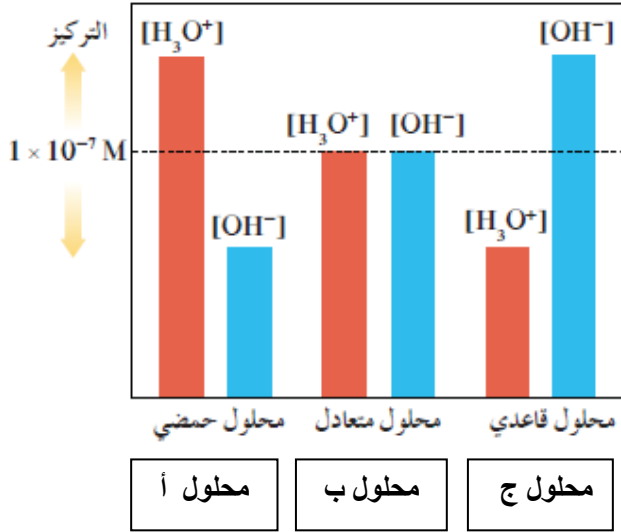 التركيز
[H₃O⁺]
[OH⁻]
[H₃O⁺]
[OH⁻]
1 × 10⁻⁷ M
[OH⁻]
[H₃O⁺]
محلول حمضي
محلول متعادل
محلول قاعدي
محلول أ
محلول ب
محلول ج